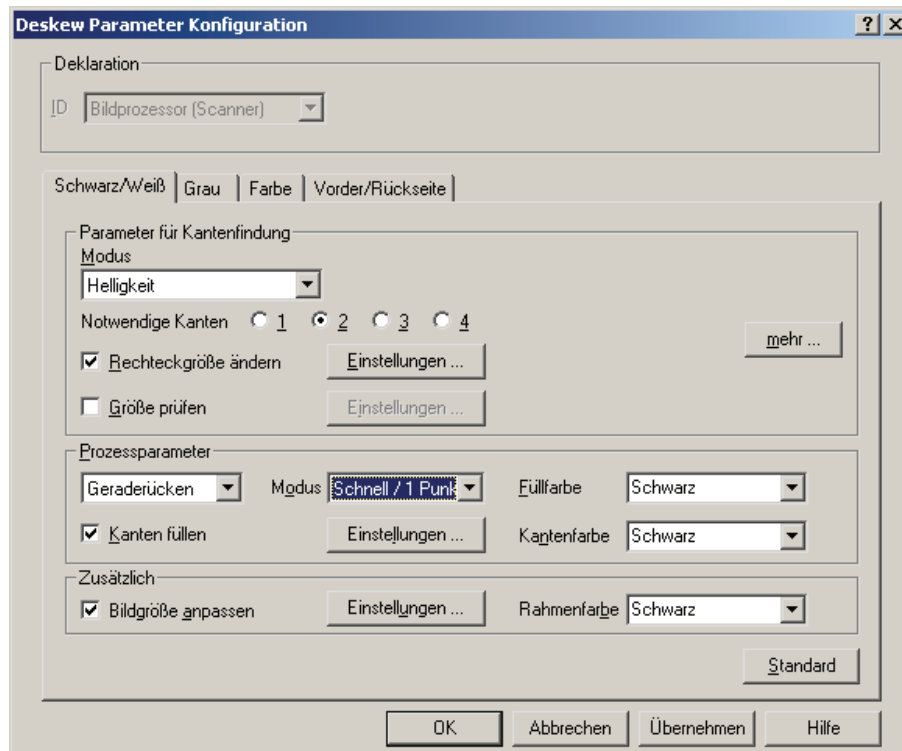 Deskew Parameter Konfiguration
Deklaration
ID Bildprozessor (Scanner)
Schwarz/Weiß Grau Farbe Vorder/Rückseite
Parameter für Kantenfindung
Modus
Helligkeit
Notwendige Kanten 1 2 3 4
mehr ...
Rechteckgröße ändern Einstellungen ...
Größe prüfen Einstellungen ...
Prozessparameter
Geraderücken Modus Schnell / 1 Punk Füllfarbe Schwarz
Kanten füllen Einstellungen ... Kantenfarbe Schwarz
Zusätzlich
Bildgröße anpassen Einstellungen ... Rahmenfarbe Schwarz
Standard
OK Abbrechen Übernehmen Hilfe